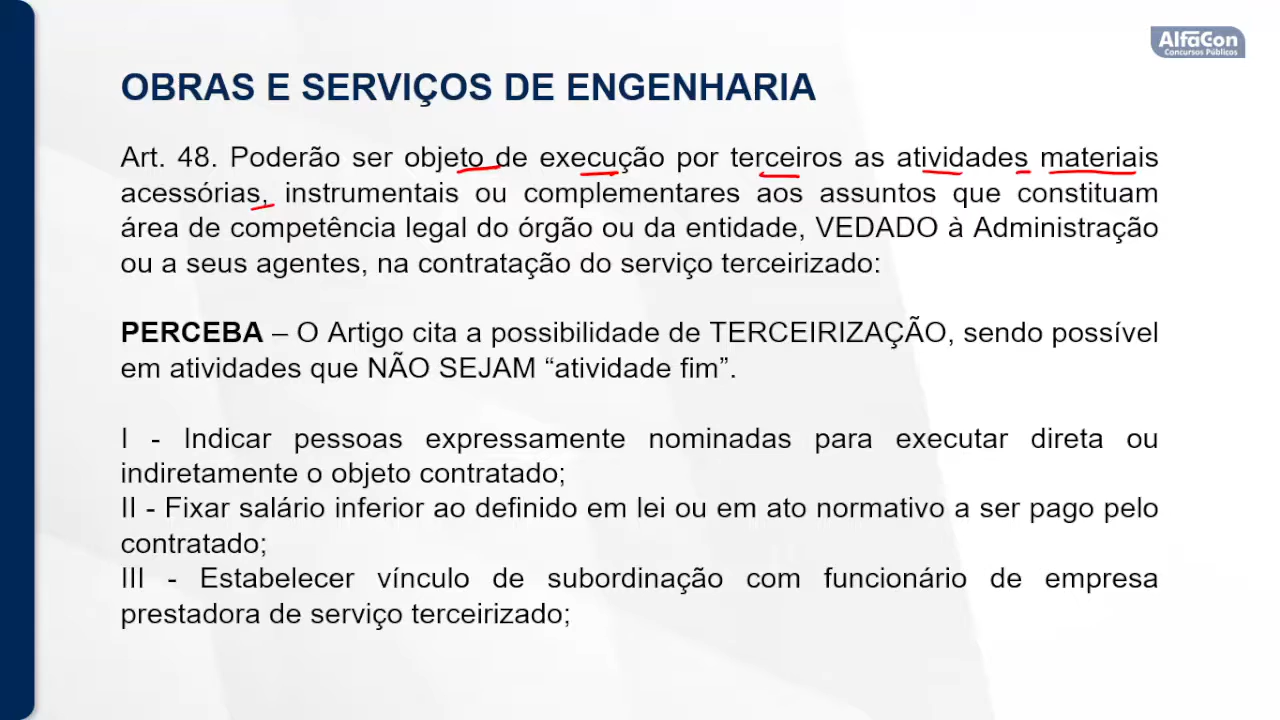 AlfaCon
Concursos Públicos
OBRAS E SERVIÇOS DE ENGENHARIA
Art. 48. Poderão ser objeto de execução por terceiros as atividades materiais
acessórias, instrumentais ou complementares aos assuntos que constituam
área de competência legal do órgão ou da entidade, VEDADO à Administração
ou a seus agentes, na contratação do serviço terceirizado:
PERCEBA – O Artigo cita a possibilidade de TERCEIRIZAÇÃO, sendo possível
em atividades que NÃO SEJAM “atividade fim”.
I - Indicar pessoas expressamente nominadas para executar direta ou
indiretamente o objeto contratado;
II - Fixar salário inferior ao definido em lei ou em ato normativo a ser pago pelo
contratado;
III - Estabelecer vínculo de subordinação com funcionário de empresa
prestadora de serviço terceirizado;